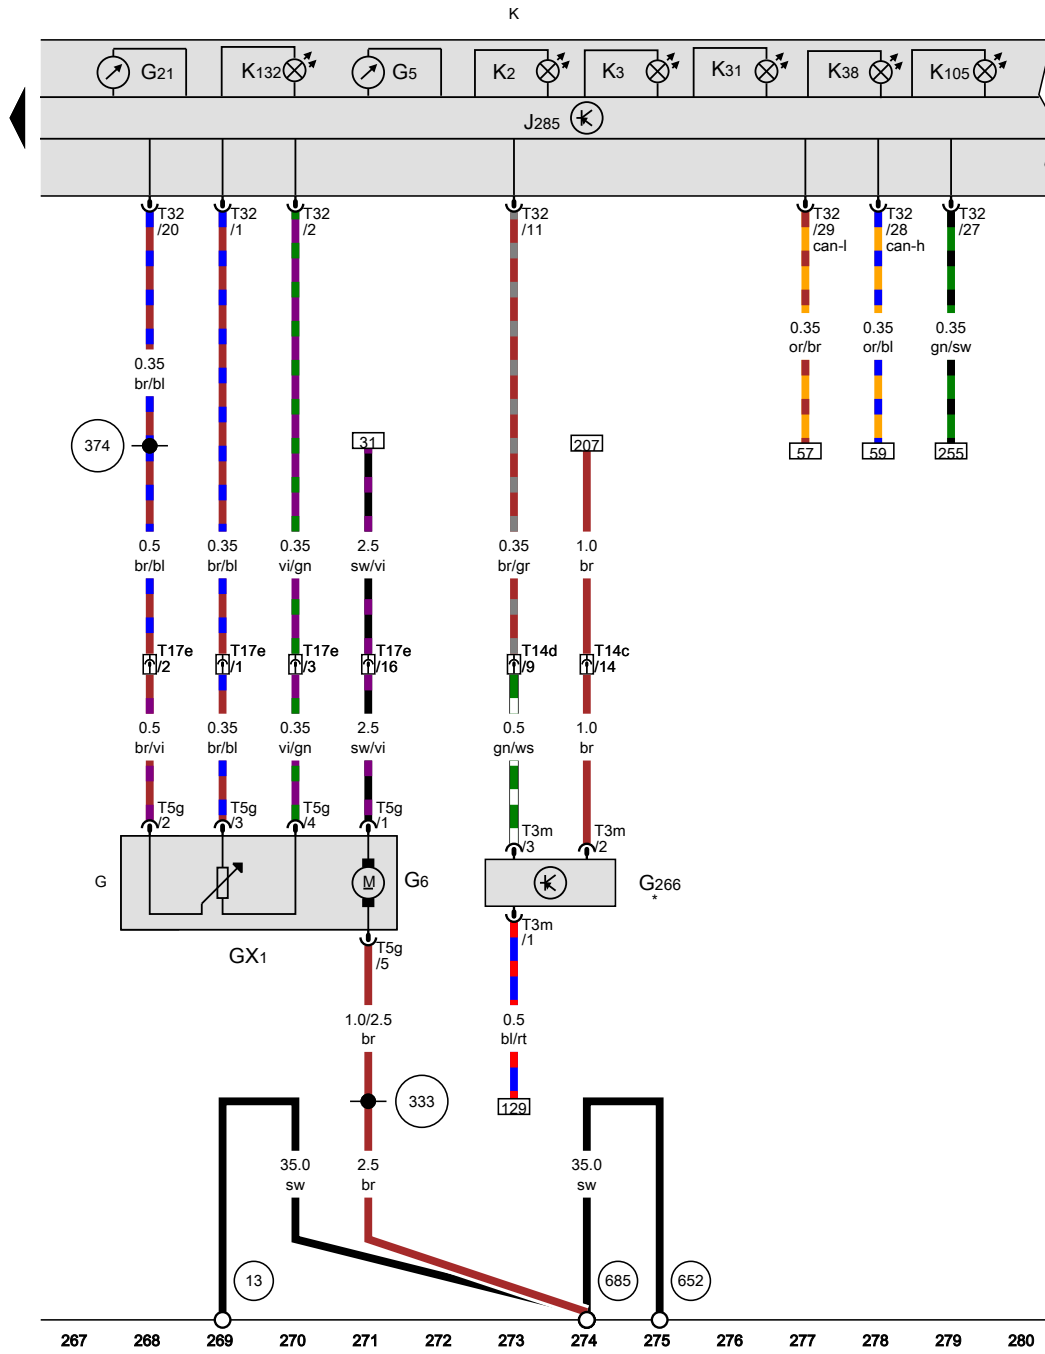 K
G21 K132 G5 K2 K3 K31 K38 K105
J285
T32 T32 T32 T32 T32 T32 T32
/20 /1 /2 /11 /29 /28 /27
can-l can-h
0.35 0.35 0.35
or/br or/bl gn/sw
0.35
br/bl
374 31 207 57 59 255
0.5 0.35 0.35 2.5 0.35 1.0
br/bl br/bl vi/gn sw/vi br/gr br
T17e T17e T17e T17e T14d T14c
/2 /1 /3 /16 /9 /14
0.5 0.35 0.35 2.5 0.5 1.0
br/vi br/bl vi/gn sw/vi gn/ws br
T5g T5g T5g T5g
/2 /3 /4 /1
T3m T3m
/3 /2
G M G6 G266
*
T3m
/1
GX1 T5g
/5
1.0/2.5 0.5
br bl/rt
333 129
35.0 2.5 35.0
sw br sw
13 685 652
267 268 269 270 271 272 273 274 275 276 277 278 279 280